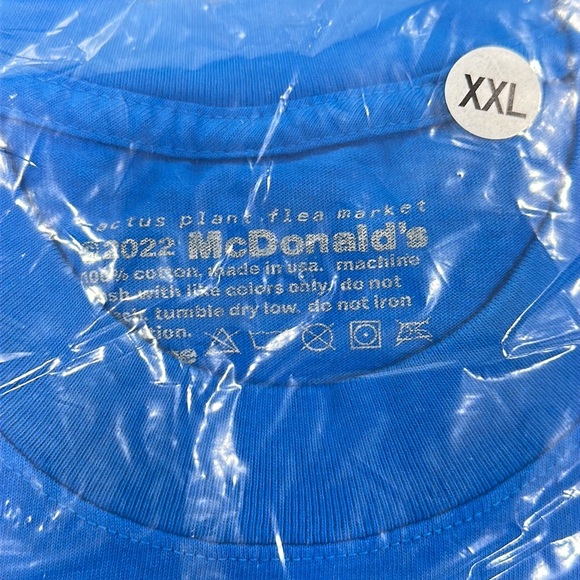 XXL
actus plant flea market
©2022 McDonald's
100% cotton, made in usa. machine
with like colors only. do not
tumble dry low. do not iron